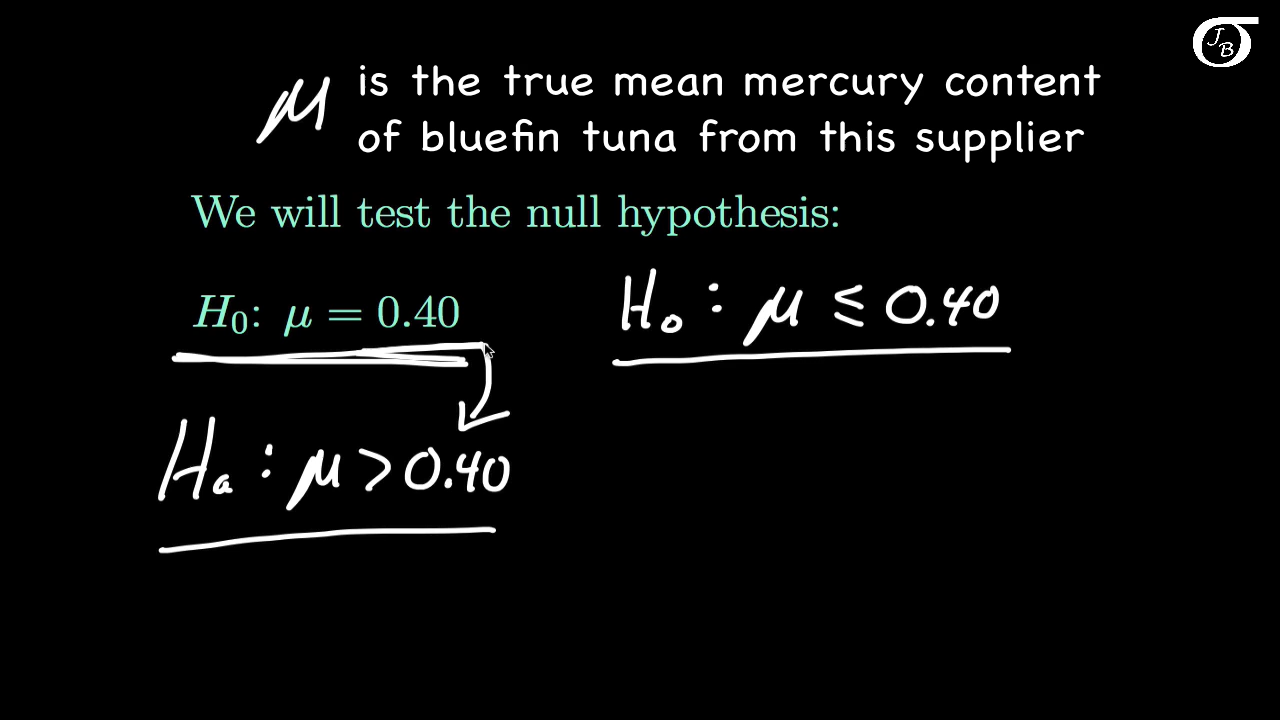 μ is the true mean mercury content
of bluefin tuna from this supplier
We will test the null hypothesis:
H₀: μ = 0.40
H₀: μ ≤ 0.40
Hₐ: μ > 0.40
JB